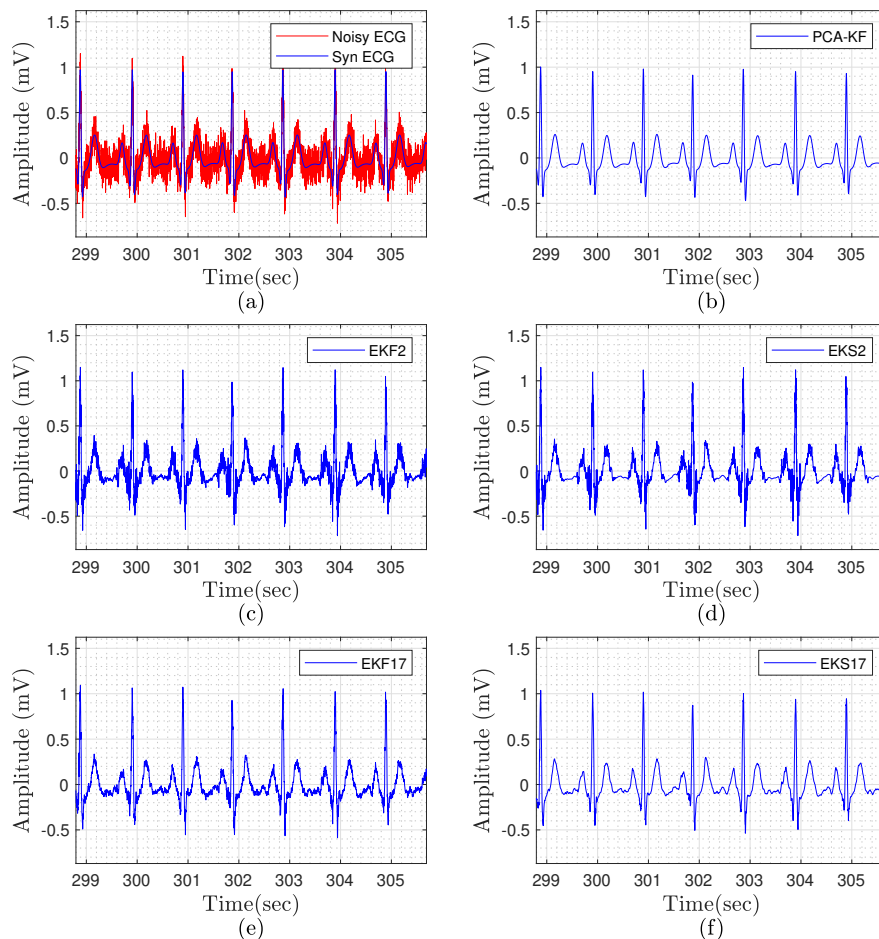 1.5
1
0.5
0
-0.5
Amplitude (mV)
Noisy ECG
Syn ECG
299 300 301 302 303 304 305
Time(sec)
(a)
1.5
1
0.5
0
-0.5
Amplitude (mV)
PCA-KF
299 300 301 302 303 304 305
Time(sec)
(b)
1.5
1
0.5
0
-0.5
Amplitude (mV)
EKF2
299 300 301 302 303 304 305
Time(sec)
(c)
1.5
1
0.5
0
-0.5
Amplitude (mV)
EKS2
299 300 301 302 303 304 305
Time(sec)
(d)
1.5
1
0.5
0
-0.5
Amplitude (mV)
EKF17
299 300 301 302 303 304 305
Time(sec)
(e)
1.5
1
0.5
0
-0.5
Amplitude (mV)
EKS17
299 300 301 302 303 304 305
Time(sec)
(f)